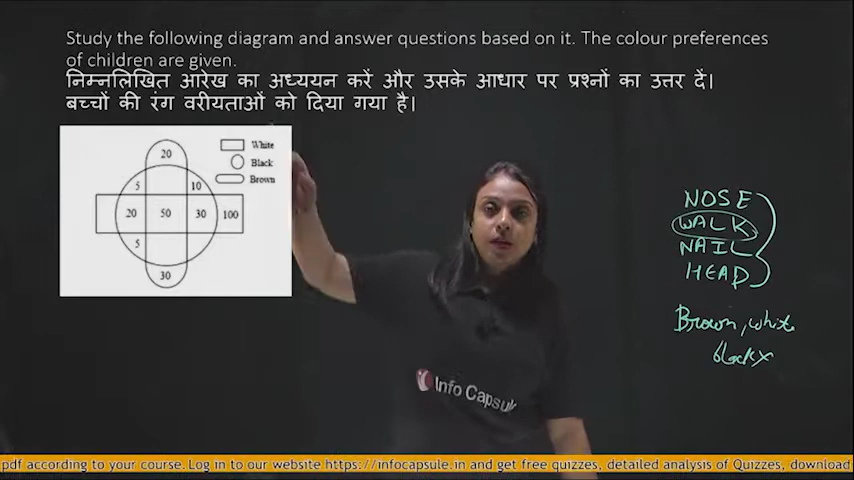 Study the following diagram and answer questions based on it. The colour preferences
of children are given.
निम्नलिखित आरेख का अध्ययन करें और उसके आधार पर प्रश्नों का उत्तर दें।
बच्चों की रंग वरीयताओं को दिया गया है।
20
White
Black
Brown
5 10
20 50 30 100
5
30
NOSE
WALK
NAIL
HEAD
Brown, white
black x
Info Capsule
pdf according to your course. Log in to our website https://infocapsule.in and get free quizzes, detailed analysis of Quizzes, download